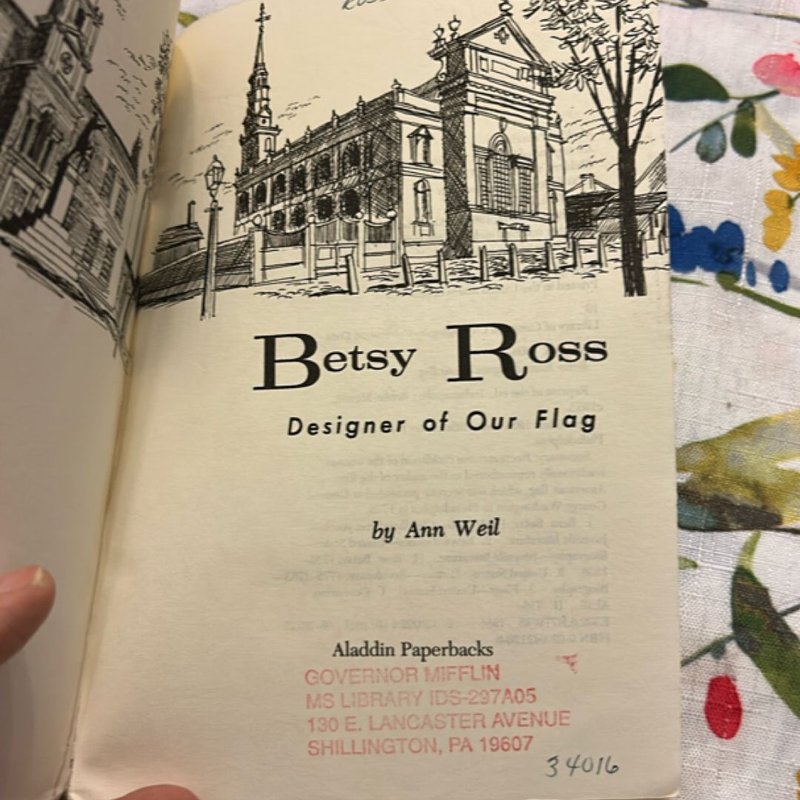 Betsy Ross
Designer of Our Flag
by Ann Weil
Aladdin Paperbacks
GOVERNOR MIFFLIN
MS LIBRARY IDS-297A05
130 E. LANCASTER AVENUE
SHILLINGTON, PA 19607
34016